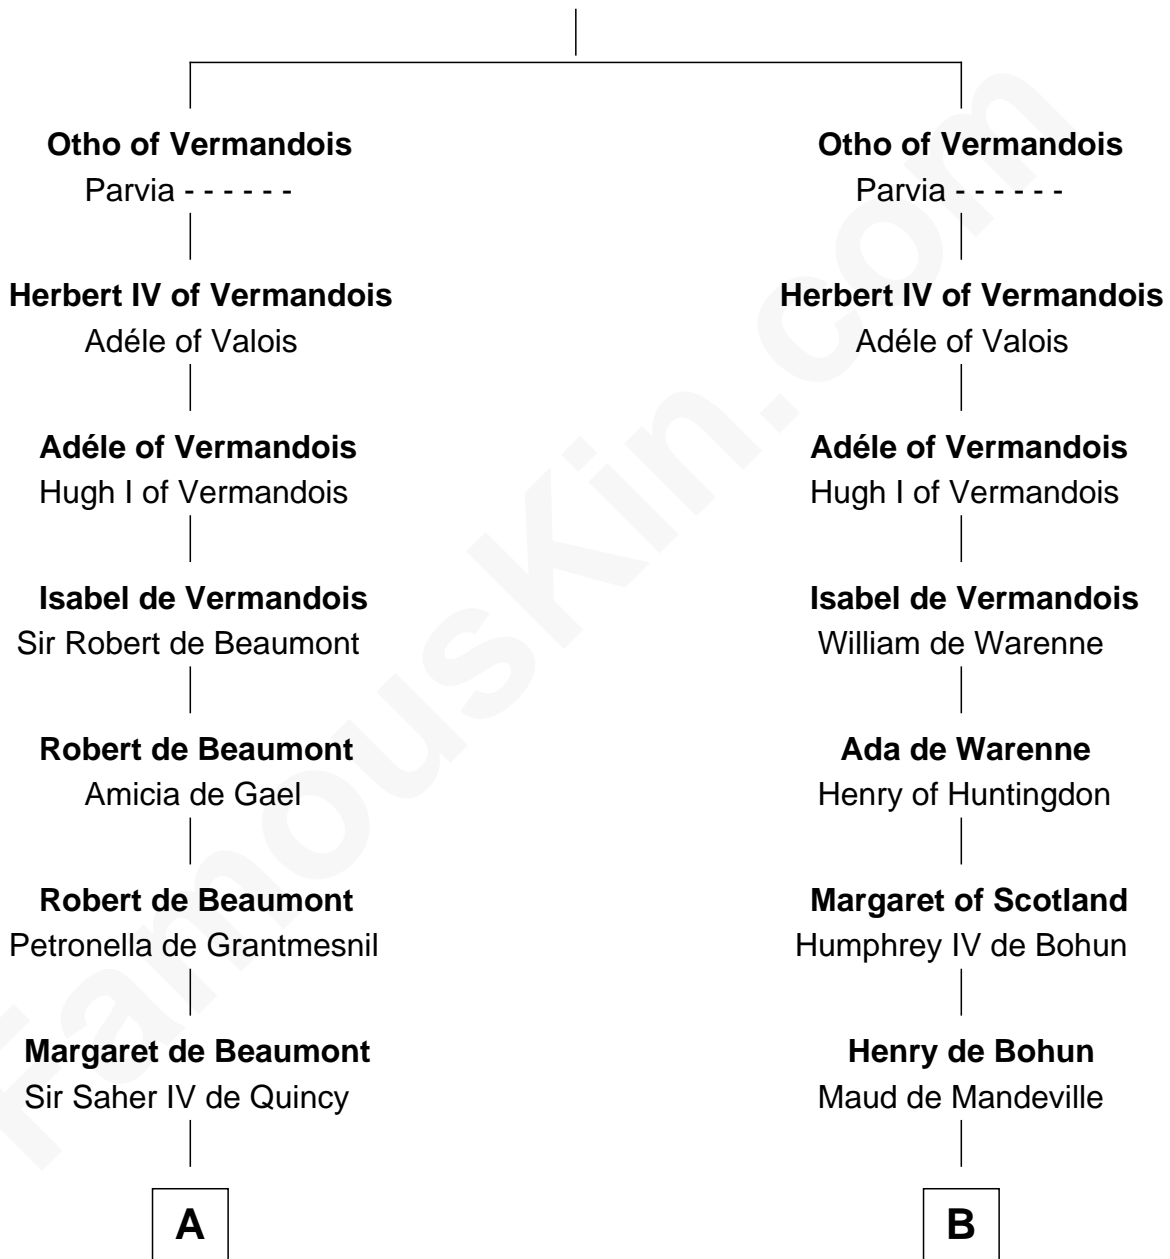 Otho of Vermandois
Parvia - - - - - -
Herbert IV of Vermandois
Adéle of Valois
Adéle of Vermandois
Hugh I of Vermandois
Isabel de Vermandois
Sir Robert de Beaumont
Robert de Beaumont
Amicia de Gael
Robert de Beaumont
Petronella de Grantmesnil
Margaret de Beaumont
Sir Saher IV de Quincy
A
Otho of Vermandois
Parvia - - - - - -
Herbert IV of Vermandois
Adéle of Valois
Adéle of Vermandois
Hugh I of Vermandois
Isabel de Vermandois
William de Warenne
Ada de Warenne
Henry of Huntingdon
Margaret of Scotland
Humphrey IV de Bohun
Henry de Bohun
Maud de Mandeville
B
FamousKin.com